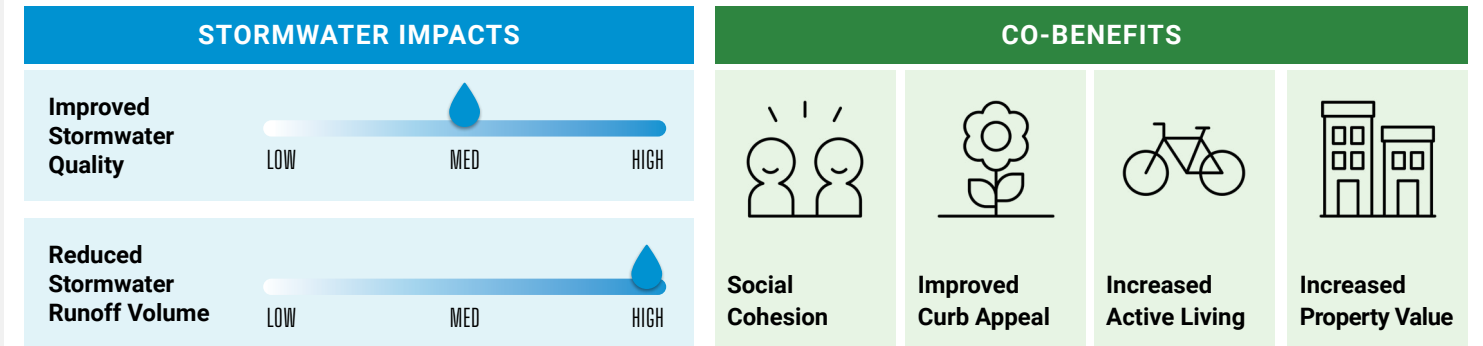 STORMWATER IMPACTS
Improved
Stormwater
Quality
LOW MED HIGH
Reduced
Stormwater
Runoff Volume
LOW MED HIGH
CO-BENEFITS
Social
Cohesion
Improved
Curb Appeal
Increased
Active Living
Increased
Property Value